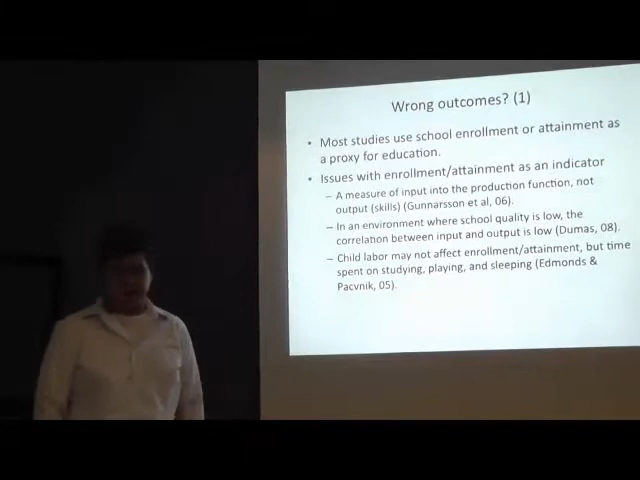 Wrong outcomes? (1)
• Most studies use school enrollment or attainment as
a proxy for education.
• Issues with enrollment/attainment as an indicator
– A measure of input into the production function, not
output (skills) (Gunnarsson et al, 06).
– In an environment where school quality is low, the
correlation between input and output is low (Dumas, 08).
– Child labor may not affect enrollment/attainment, but time
spent on studying, playing, and sleeping (Edmonds &
Pacvnik, 05).